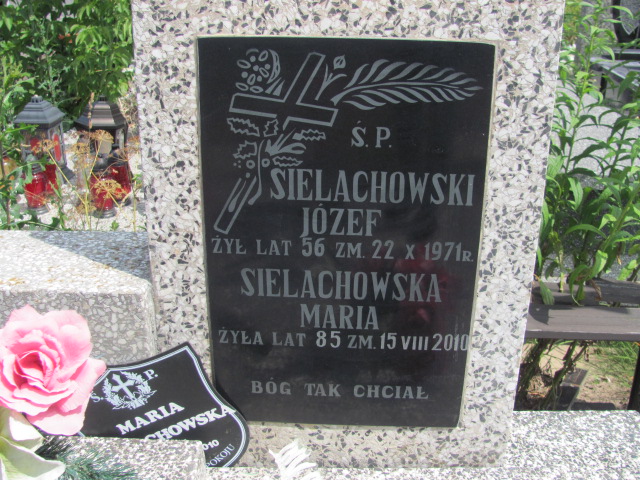 Ś.P.
SIELACHOWSKI
JÓZEF
ŻYŁ LAT 56 ZM. 22 X 1971R.
SIELACHOWSKA
MARIA
ŻYŁA LAT 85 ZM. 15 VIII 2010
BÓG TAK CHCIAŁ
Ś. P.
MARIA